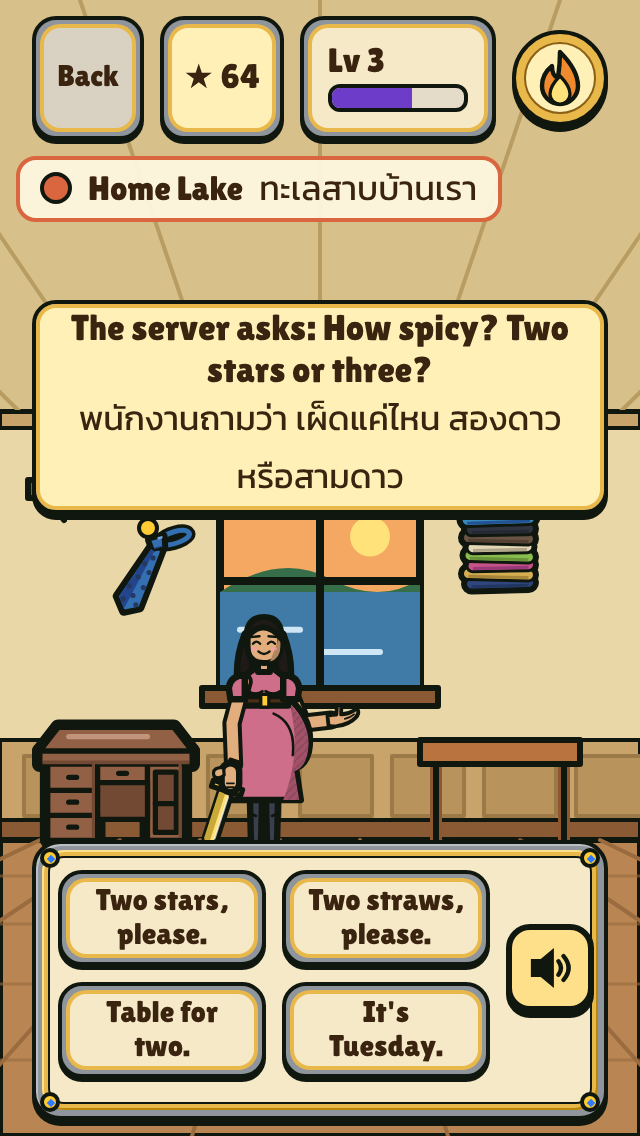 Back
★ 64
Lv 3
Home Lake ทะเลสาบบ้านเรา
The server asks: How spicy? Two
stars or three?
พนักงานถามว่า เผ็ดแค่ไหน สองดาว
หรือสามดาว
Two stars,
please.
Two straws,
please.
Table for
two.
It's
Tuesday.